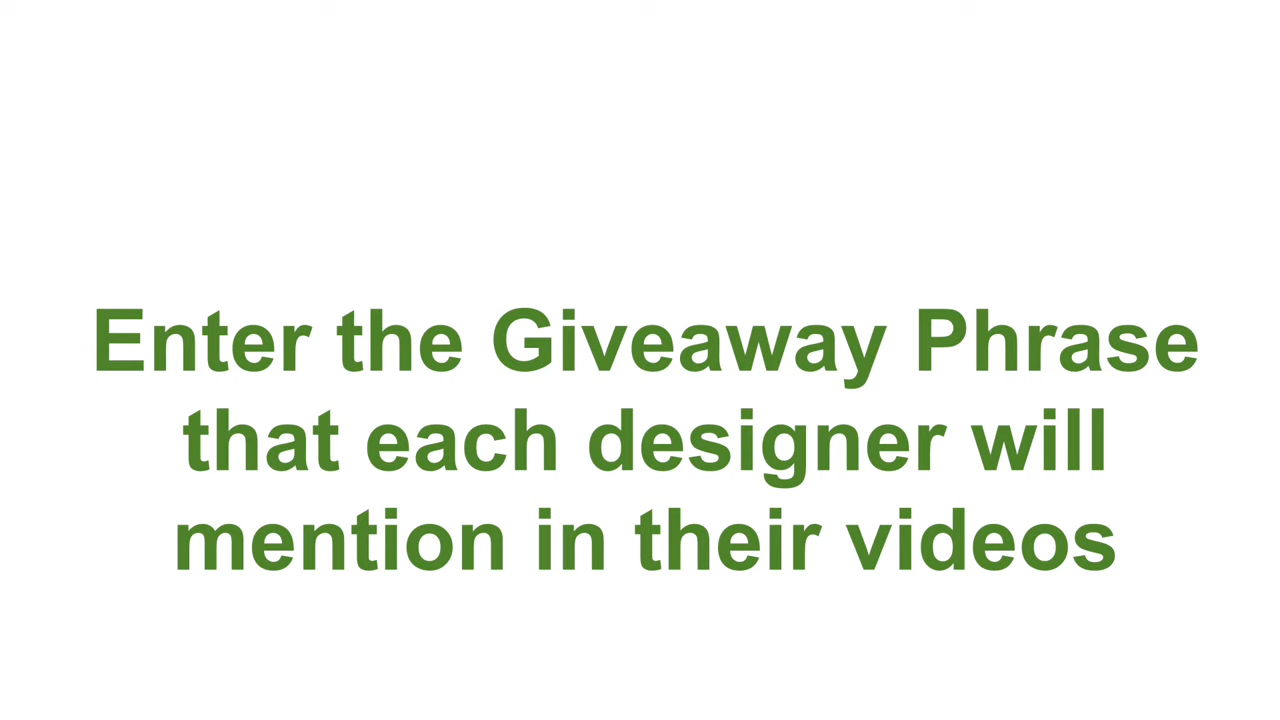 Enter the Giveaway Phrase
that each designer will
mention in their videos